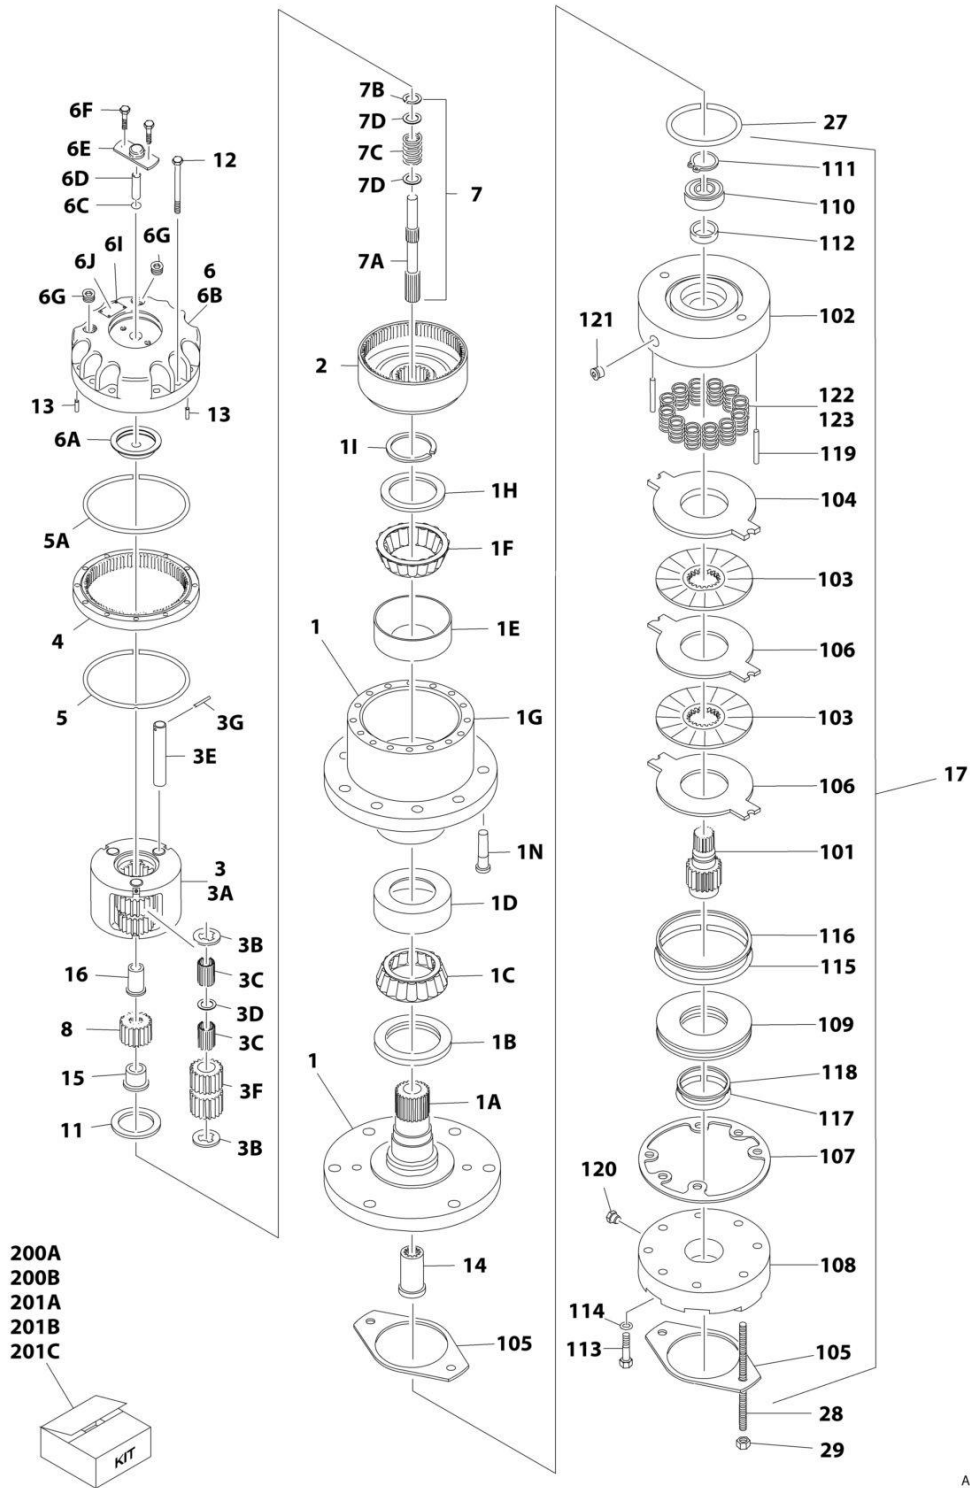 6F
6E
6D
6C
12
6I
6J
6G
6G
6
6B
13
13
6A
5A
4
5
3G
3E
3
3A
3B
16
3C
8
3D
3C
15
3F
11
3B
200A
200B
201A
201B
201C
KIT
7B
7D
7C
7D
7
7A
2
1I
1H
1F
1
1E
1G
1N
1D
1C
1B
1
1A
14
105
27
111
110
112
102
121
122
123
119
104
103
106
103
106
17
101
116
115
109
118
117
107
120
108
114
113
105
28
29
A